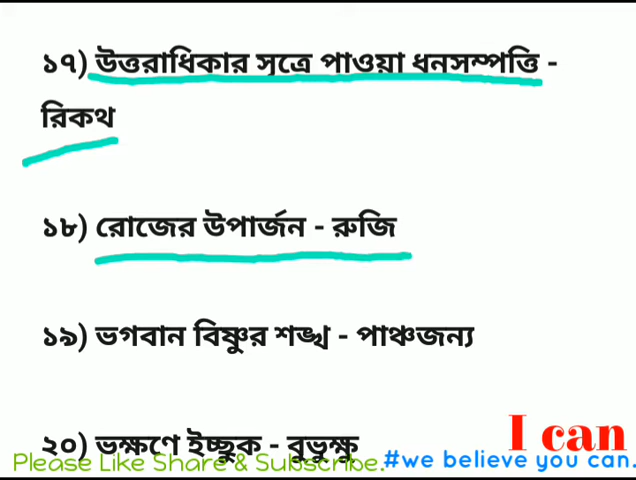 ১৭) উত্তরাধিকার সূত্রে পাওয়া ধনসম্পত্তি -
রিকথ
১৮) রোজের উপার্জন - রুজি
১৯) ভগবান বিষ্ণুর শঙ্খ - পাঞ্চজন্য
২০) ভক্ষণে ইচ্ছুক - বুভুক্ষু
I can
Please Like Share & Subscribe.#we believe you can.